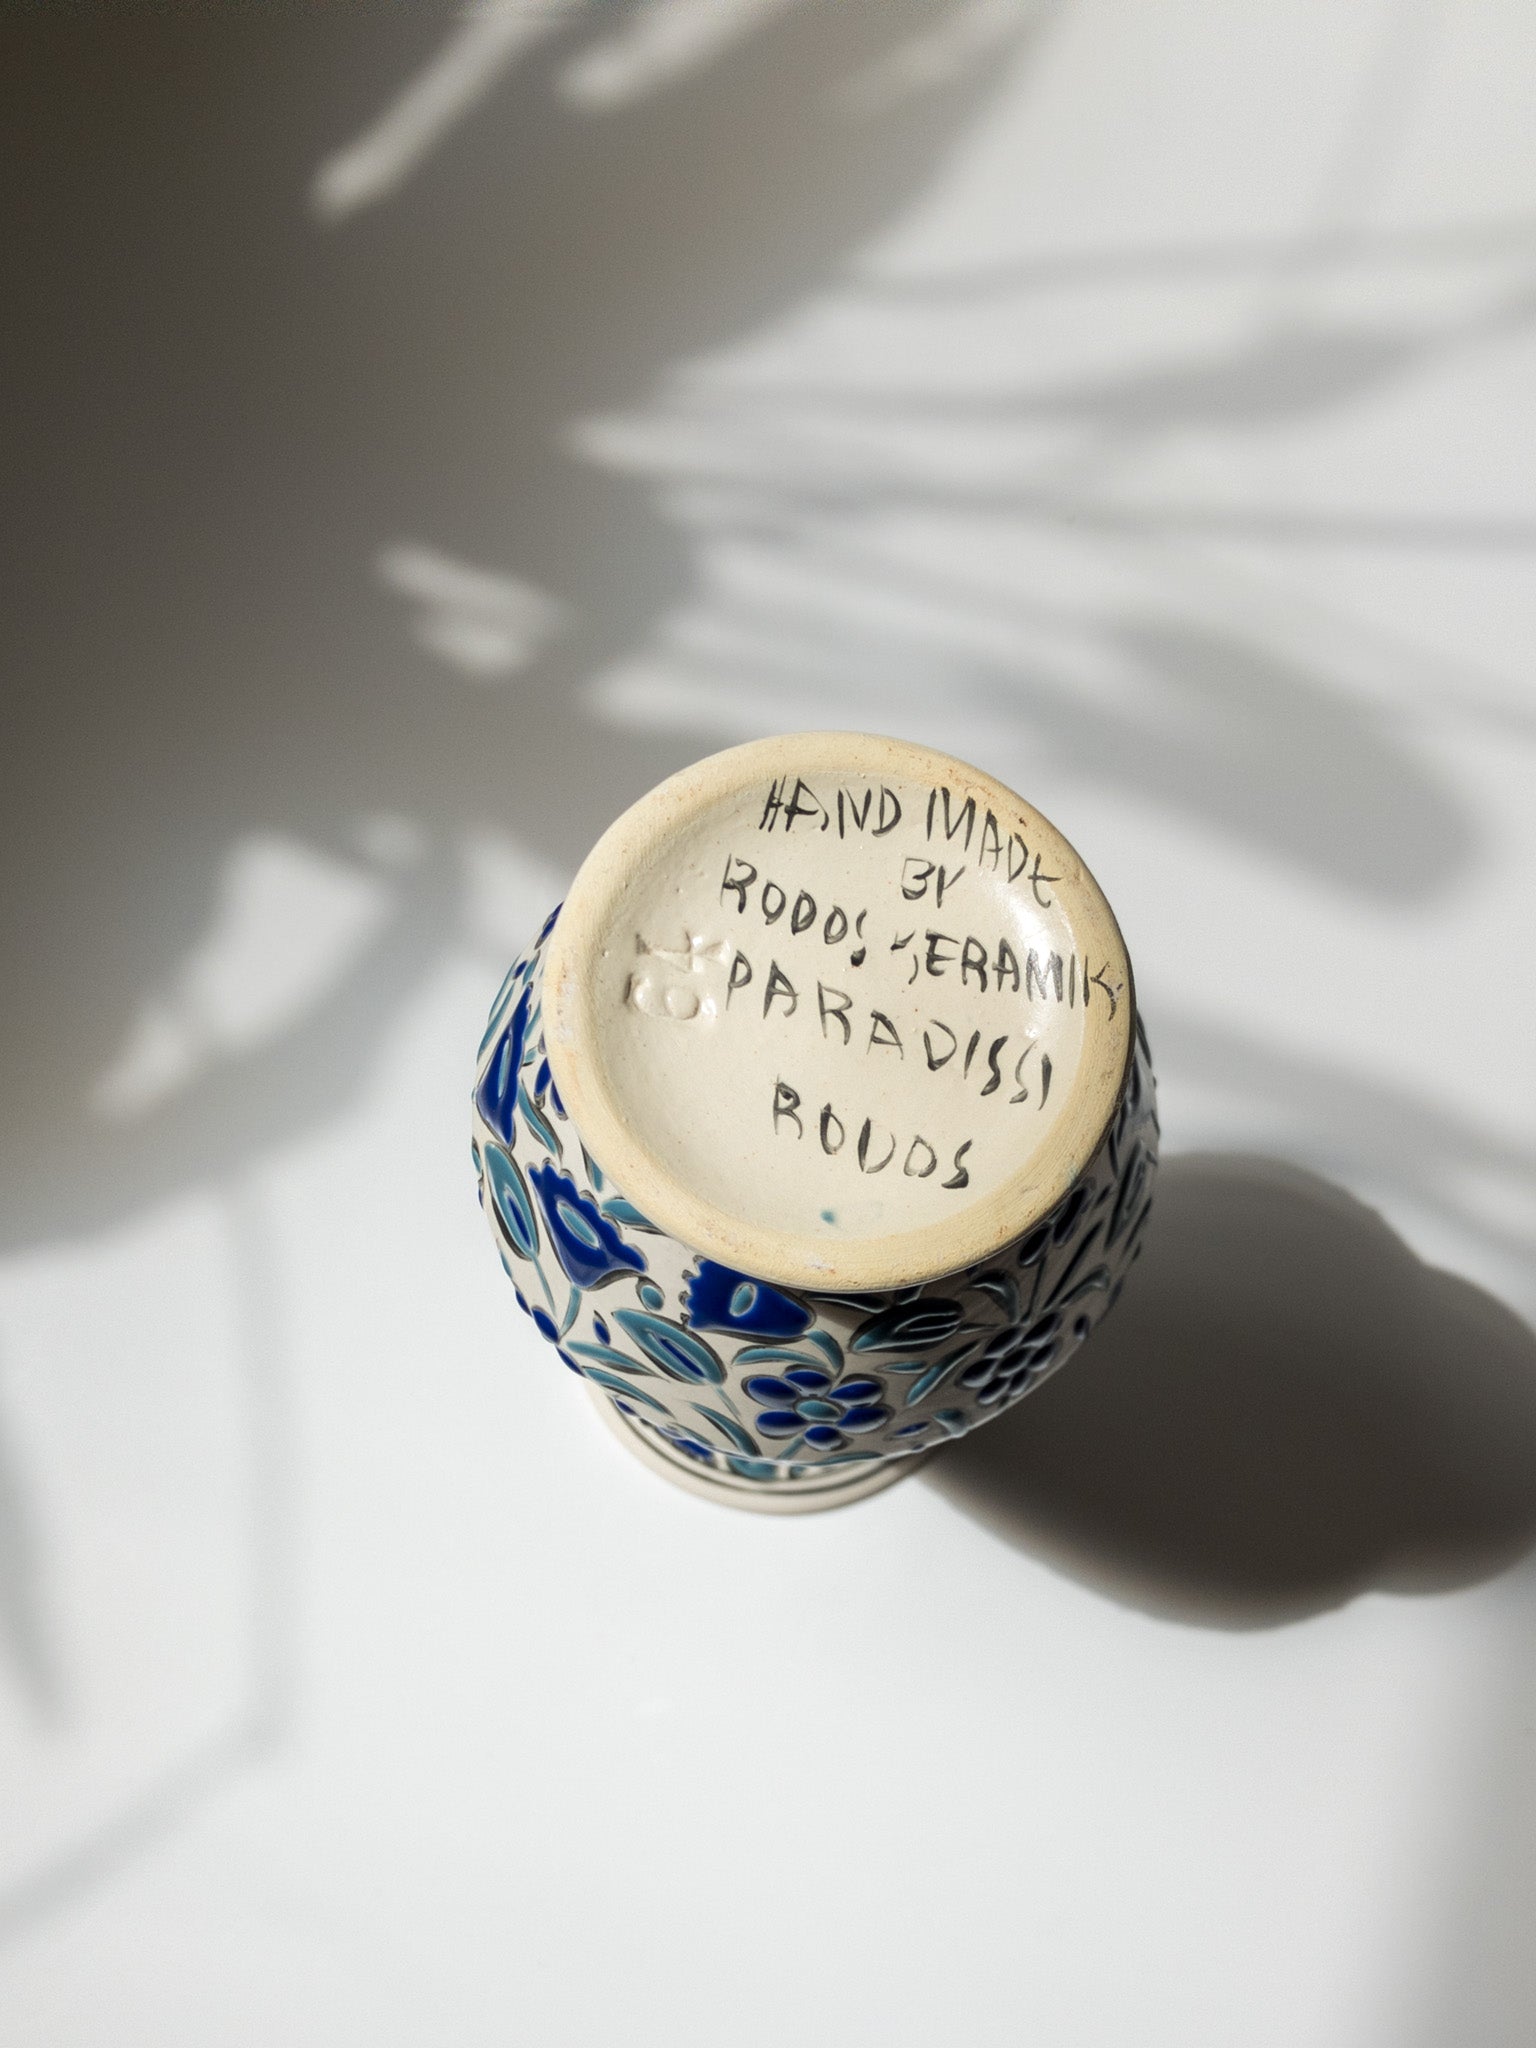 HAND MADE
BY
RODOS KERAMIK
PARADISSI
RODOS